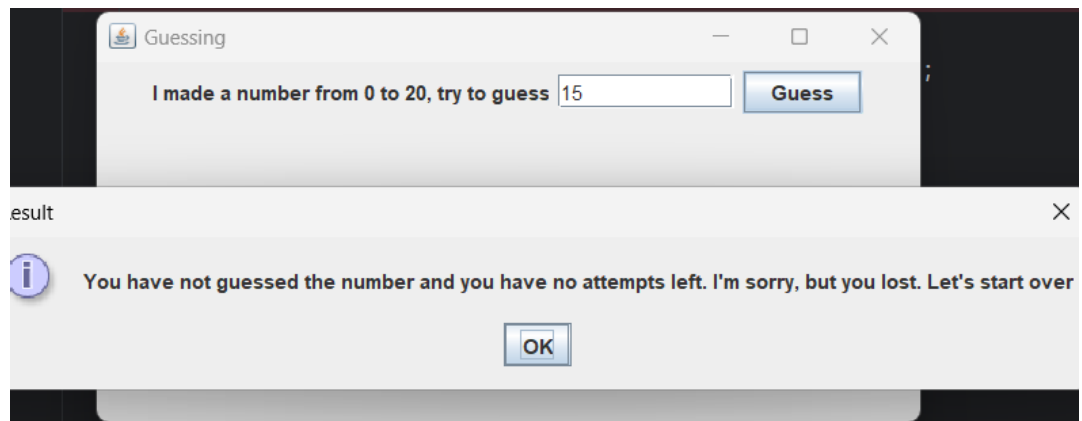 Guessing
I made a number from 0 to 20, try to guess 15 Guess
;
esult
You have not guessed the number and you have no attempts left. I'm sorry, but you lost. Let's start over
OK